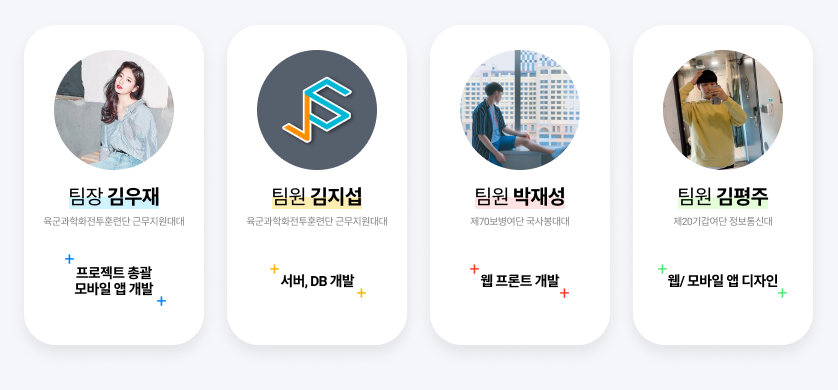 팀장 김우재
육군과학화전투훈련단 근무지원대대
프로젝트 총괄
모바일 앱 개발
팀원 김지섭
육군과학화전투훈련단 근무지원대대
서버, DB 개발
팀원 박재성
제70보병여단 국사봉대대
웹 프론트 개발
팀원 김평주
제20기갑여단 정보통신대
웹/ 모바일 앱 디자인